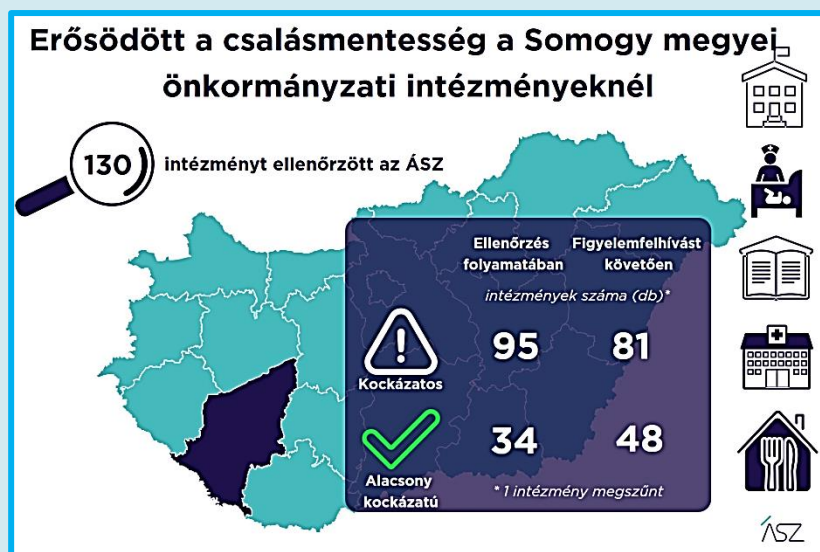 Erősödött a csalásmentesség a Somogy megyei
önkormányzati intézményeknél
130
intézményt ellenőrzött az ÁSZ
Ellenőrzés folyamatában
Figyelemfelhívást követően
intézmények száma (db)*
Kockázatos
95
81
Alacsony kockázatú
34
48
* 1 intézmény megszűnt
ÁSZ